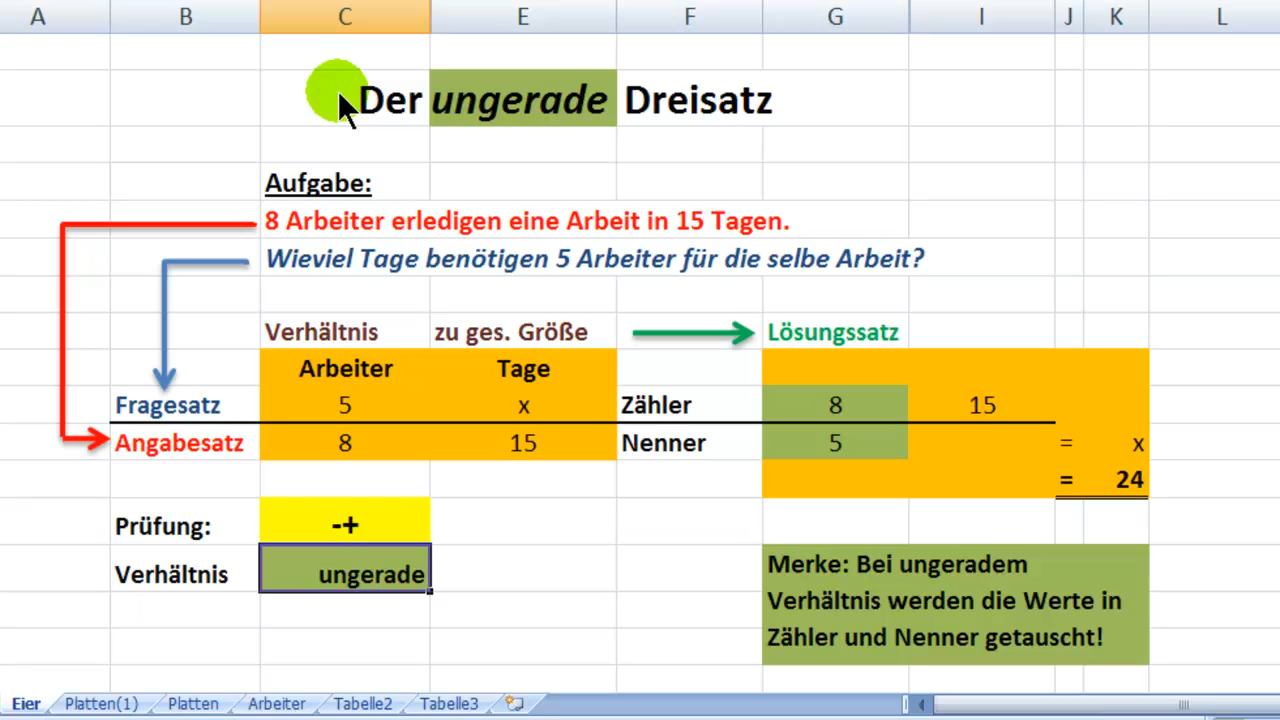 A B C E F G I J K L
Der ungerade Dreisatz
Aufgabe:
8 Arbeiter erledigen eine Arbeit in 15 Tagen.
Wieviel Tage benötigen 5 Arbeiter für die selbe Arbeit?
Verhältnis zu ges. Größe Lösungssatz
Arbeiter Tage
Fragesatz 5 x Zähler 8 15
Angabesatz 8 15 Nenner 5 = x
= 24
Prüfung: -+
Verhältnis ungerade
Merke: Bei ungeradem
Verhältnis werden die Werte in
Zähler und Nenner getauscht!
Eier Platten(1) Platten Arbeiter Tabelle2 Tabelle3